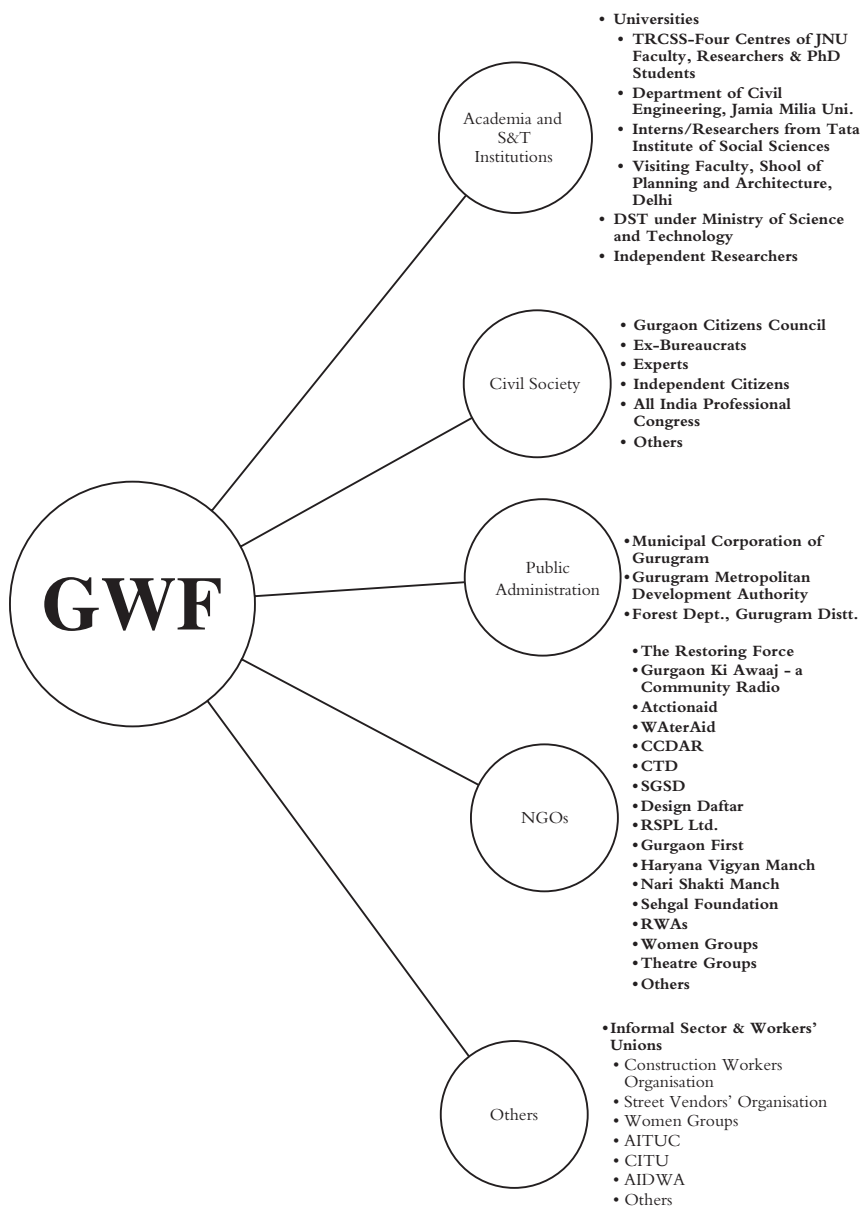 GWF
Academia and
S&T
Institutions
• Universities
• TRCSS-Four Centres of JNU
Faculty, Researchers & PhD
Students
• Department of Civil
Engineering, Jamia Milia Uni.
• Interns/Researchers from Tata
Institute of Social Sciences
• Visiting Faculty, Shool of
Planning and Architecture,
Delhi
• DST under Ministry of Science
and Technology
• Independent Researchers
Civil Society
• Gurgaon Citizens Council
• Ex-Bureaucrats
• Experts
• Independent Citizens
• All India Professional
Congress
• Others
Public
Administration
• Municipal Corporation of
Gurugram
• Gurugram Metropolitan
Development Authority
• Forest Dept., Gurugram Distt.
NGOs
• The Restoring Force
• Gurgaon Ki Awaaj - a
Community Radio
• Atctionaid
• WAterAid
• CCDAR
• CTD
• SGSD
• Design Daftar
• RSPL Ltd.
• Gurgaon First
• Haryana Vigyan Manch
• Nari Shakti Manch
• Sehgal Foundation
• RWAs
• Women Groups
• Theatre Groups
• Others
Others
• Informal Sector & Workers’
Unions
• Construction Workers
Organisation
• Street Vendors’ Organisation
• Women Groups
• AITUC
• CITU
• AIDWA
• Others